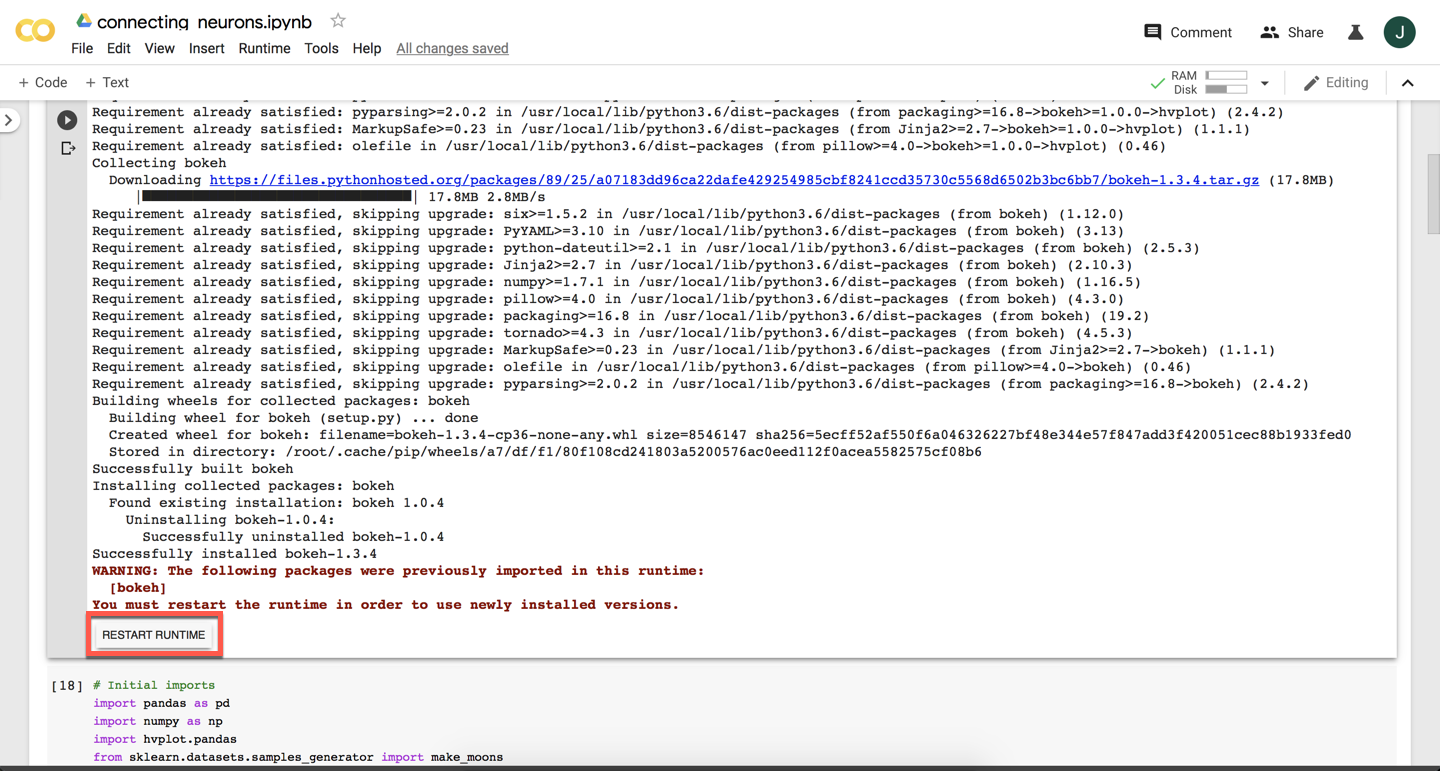 connecting_neurons.ipynb
File Edit View Insert Runtime Tools Help All changes saved
Comment
Share
J
+ Code + Text
RAM
Disk
Editing
Requirement already satisfied: pyparsing>=2.0.2 in /usr/local/lib/python3.6/dist-packages (from packaging>=16.8->bokeh>=1.0.0->hvplot) (2.4.2)
Requirement already satisfied: MarkupSafe>=0.23 in /usr/local/lib/python3.6/dist-packages (from Jinja2>=2.7->bokeh>=1.0.0->hvplot) (1.1.1)
Requirement already satisfied: olefile in /usr/local/lib/python3.6/dist-packages (from pillow>=4.0->bokeh>=1.0.0->hvplot) (0.46)
Collecting bokeh
Downloading https://files.pythonhosted.org/packages/89/25/a07183dd96ca22dafe429254985cbf8241ccd35730c5568d6502b3bc6bb7/bokeh-1.3.4.tar.gz (17.8MB)
17.8MB 2.8MB/s
Requirement already satisfied, skipping upgrade: six>=1.5.2 in /usr/local/lib/python3.6/dist-packages (from bokeh) (1.12.0)
Requirement already satisfied, skipping upgrade: PyYAML>=3.10 in /usr/local/lib/python3.6/dist-packages (from bokeh) (3.13)
Requirement already satisfied, skipping upgrade: python-dateutil>=2.1 in /usr/local/lib/python3.6/dist-packages (from bokeh) (2.5.3)
Requirement already satisfied, skipping upgrade: Jinja2>=2.7 in /usr/local/lib/python3.6/dist-packages (from bokeh) (2.10.3)
Requirement already satisfied, skipping upgrade: numpy>=1.7.1 in /usr/local/lib/python3.6/dist-packages (from bokeh) (1.16.5)
Requirement already satisfied, skipping upgrade: pillow>=4.0 in /usr/local/lib/python3.6/dist-packages (from bokeh) (4.3.0)
Requirement already satisfied, skipping upgrade: packaging>=16.8 in /usr/local/lib/python3.6/dist-packages (from bokeh) (19.2)
Requirement already satisfied, skipping upgrade: tornado>=4.3 in /usr/local/lib/python3.6/dist-packages (from bokeh) (4.5.3)
Requirement already satisfied, skipping upgrade: MarkupSafe>=0.23 in /usr/local/lib/python3.6/dist-packages (from Jinja2>=2.7->bokeh) (1.1.1)
Requirement already satisfied, skipping upgrade: olefile in /usr/local/lib/python3.6/dist-packages (from pillow>=4.0->bokeh) (0.46)
Requirement already satisfied, skipping upgrade: pyparsing>=2.0.2 in /usr/local/lib/python3.6/dist-packages (from packaging>=16.8->bokeh) (2.4.2)
Building wheels for collected packages: bokeh
Building wheel for bokeh (setup.py) ... done
Created wheel for bokeh: filename=bokeh-1.3.4-cp36-none-any.whl size=8546147 sha256=5ecff52af550f6a046326227bf48e344e57f847add3f420051cec88b1933fed0
Stored in directory: /root/.cache/pip/wheels/a7/df/f1/80f108cd241803a5200576ac0eed112f0acea5582575cf08b6
Successfully built bokeh
Installing collected packages: bokeh
Found existing installation: bokeh 1.0.4
Uninstalling bokeh-1.0.4:
Successfully uninstalled bokeh-1.0.4
Successfully installed bokeh-1.3.4
WARNING: The following packages were previously imported in this runtime:
[bokeh]
You must restart the runtime in order to use newly installed versions.
RESTART RUNTIME
[18] # Initial imports
import pandas as pd
import numpy as np
import hvplot.pandas
from sklearn.datasets.samples_generator import make_moons